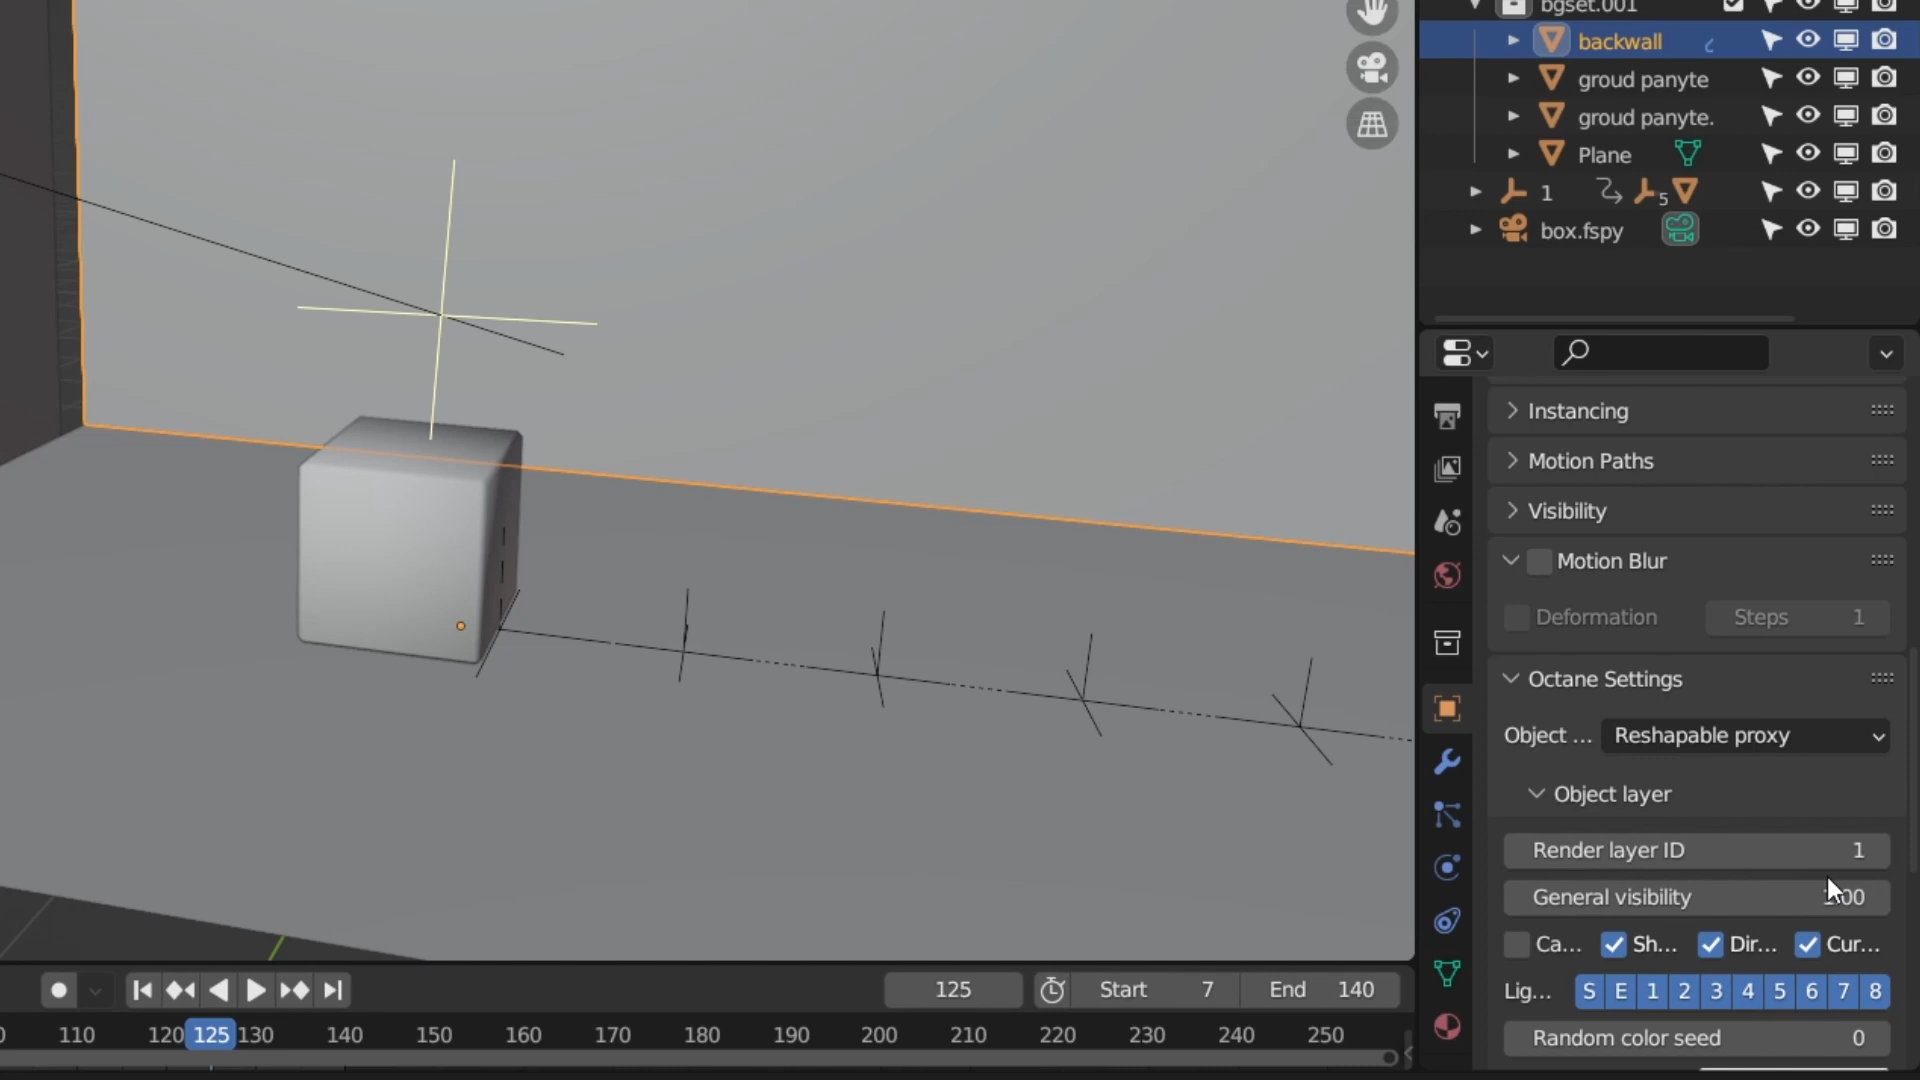 bgset.001
backwall
groud panyte
groud panyte.
Plane
1 5
box.fspy
Instancing
Motion Paths
Visibility
Motion Blur
Deformation Steps 1
Octane Settings
Object ... Reshapable proxy
Object layer
Render layer ID 1
General visibility
Ca... Sh... Dir... Cur...
Lig... S E 1 2 3 4 5 6 7 8
Random color seed 0
125 Start 7 End 140
110 120 125 130 140 150 160 170 180 190 200 210 220 230 240 250